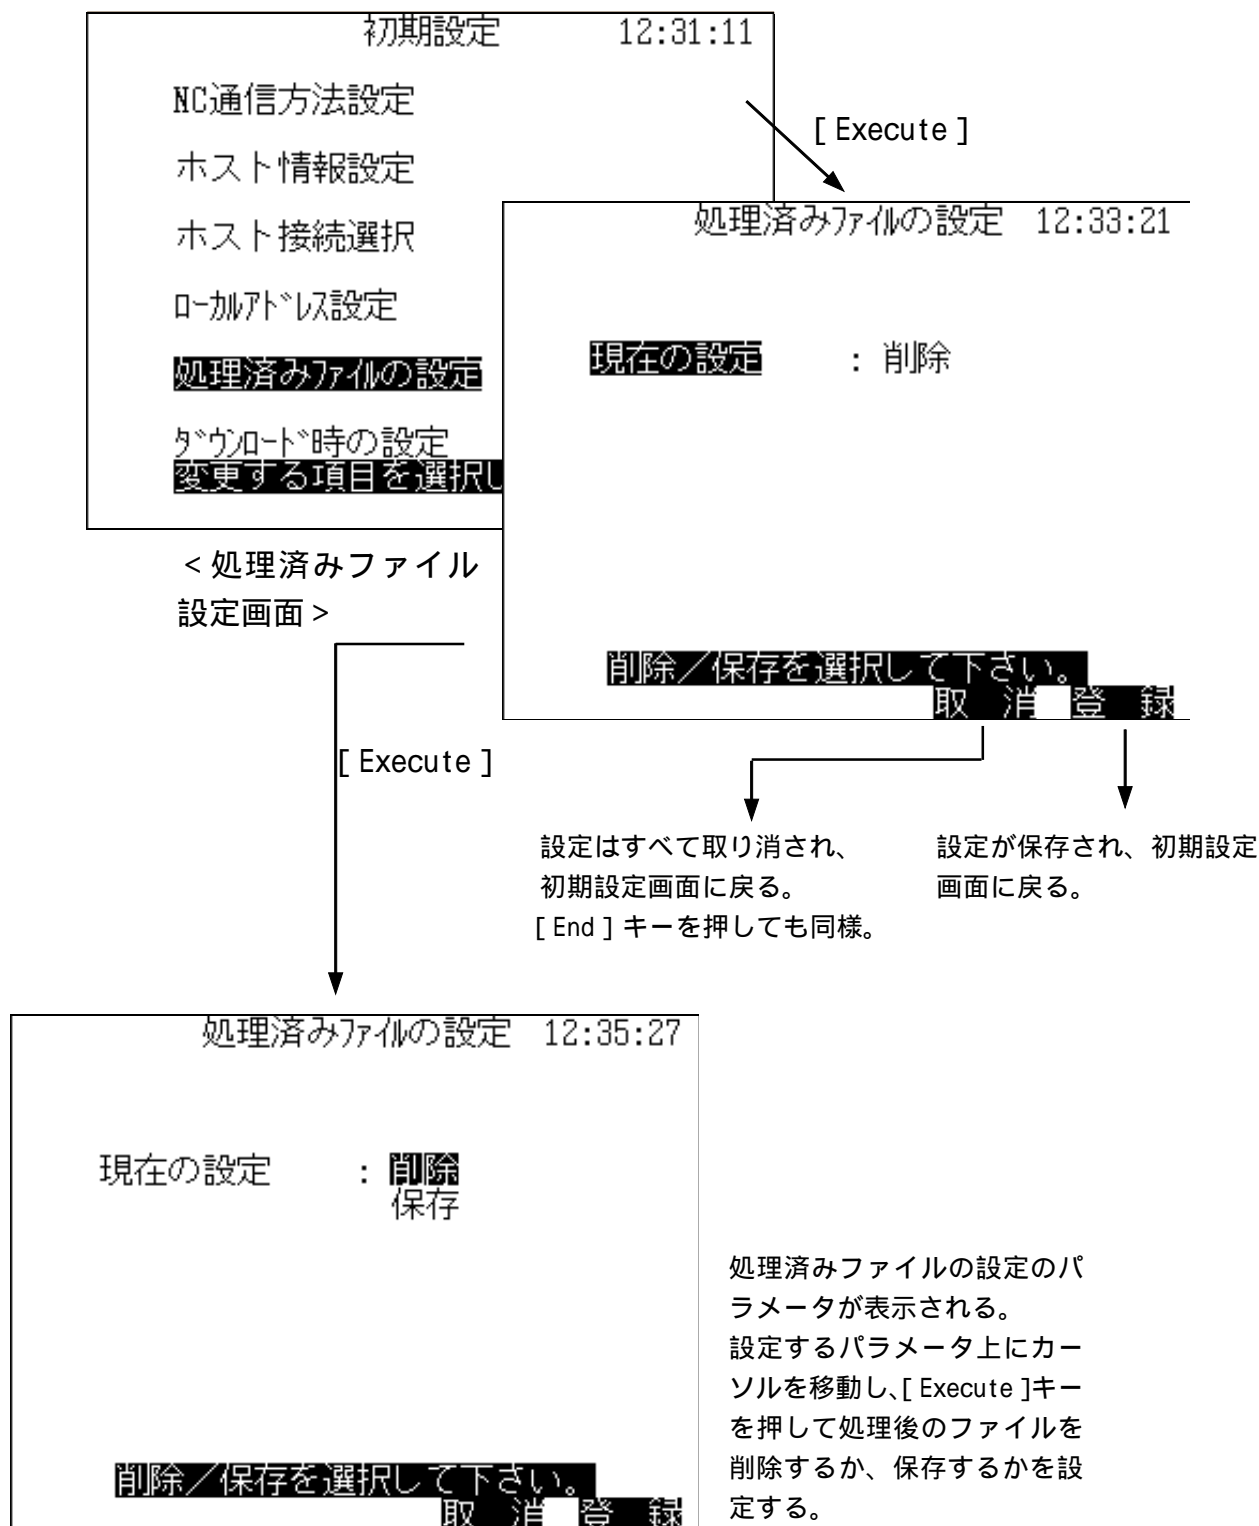 初期設定 12:31:11
NC通信方法設定
ホスト情報設定
ホスト接続選択
ﾛｰｶﾙｱﾄﾞﾚｽ設定
処理済みﾌｧｲﾙの設定
ﾀﾞｳﾝﾛｰﾄﾞ時の設定
変更する項目を選択し
[ Execute ]
処理済みﾌｧｲﾙの設定 12:33:21
現在の設定 : 削除
削除／保存を選択して下さい。
取 消 登 録
<処理済みファイル
設定画面>
[ Execute ]
設定はすべて取り消され、
初期設定画面に戻る。
[ End ] キーを押しても同様。
設定が保存され、初期設定
画面に戻る。
処理済みﾌｧｲﾙの設定 12:35:27
現在の設定 : 削除
保存
削除／保存を選択して下さい。
取 消 登 録
処理済みファイルの設定のパ
ラメータが表示される。
設定するパラメータ上にカー
ソルを移動し、[ Execute ]キー
を押して処理後のファイルを
削除するか、保存するかを設
定する。